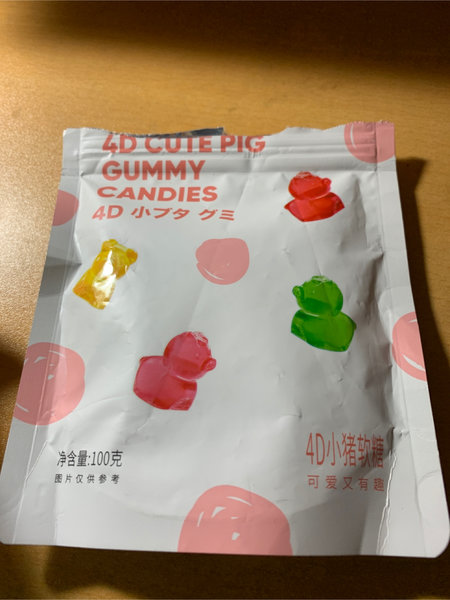 4D CUTE PIG
GUMMY
CANDIES
4D 小ブタ グミ
净含量:100克
图片仅供参考
4D小猪软糖
可爱又有趣